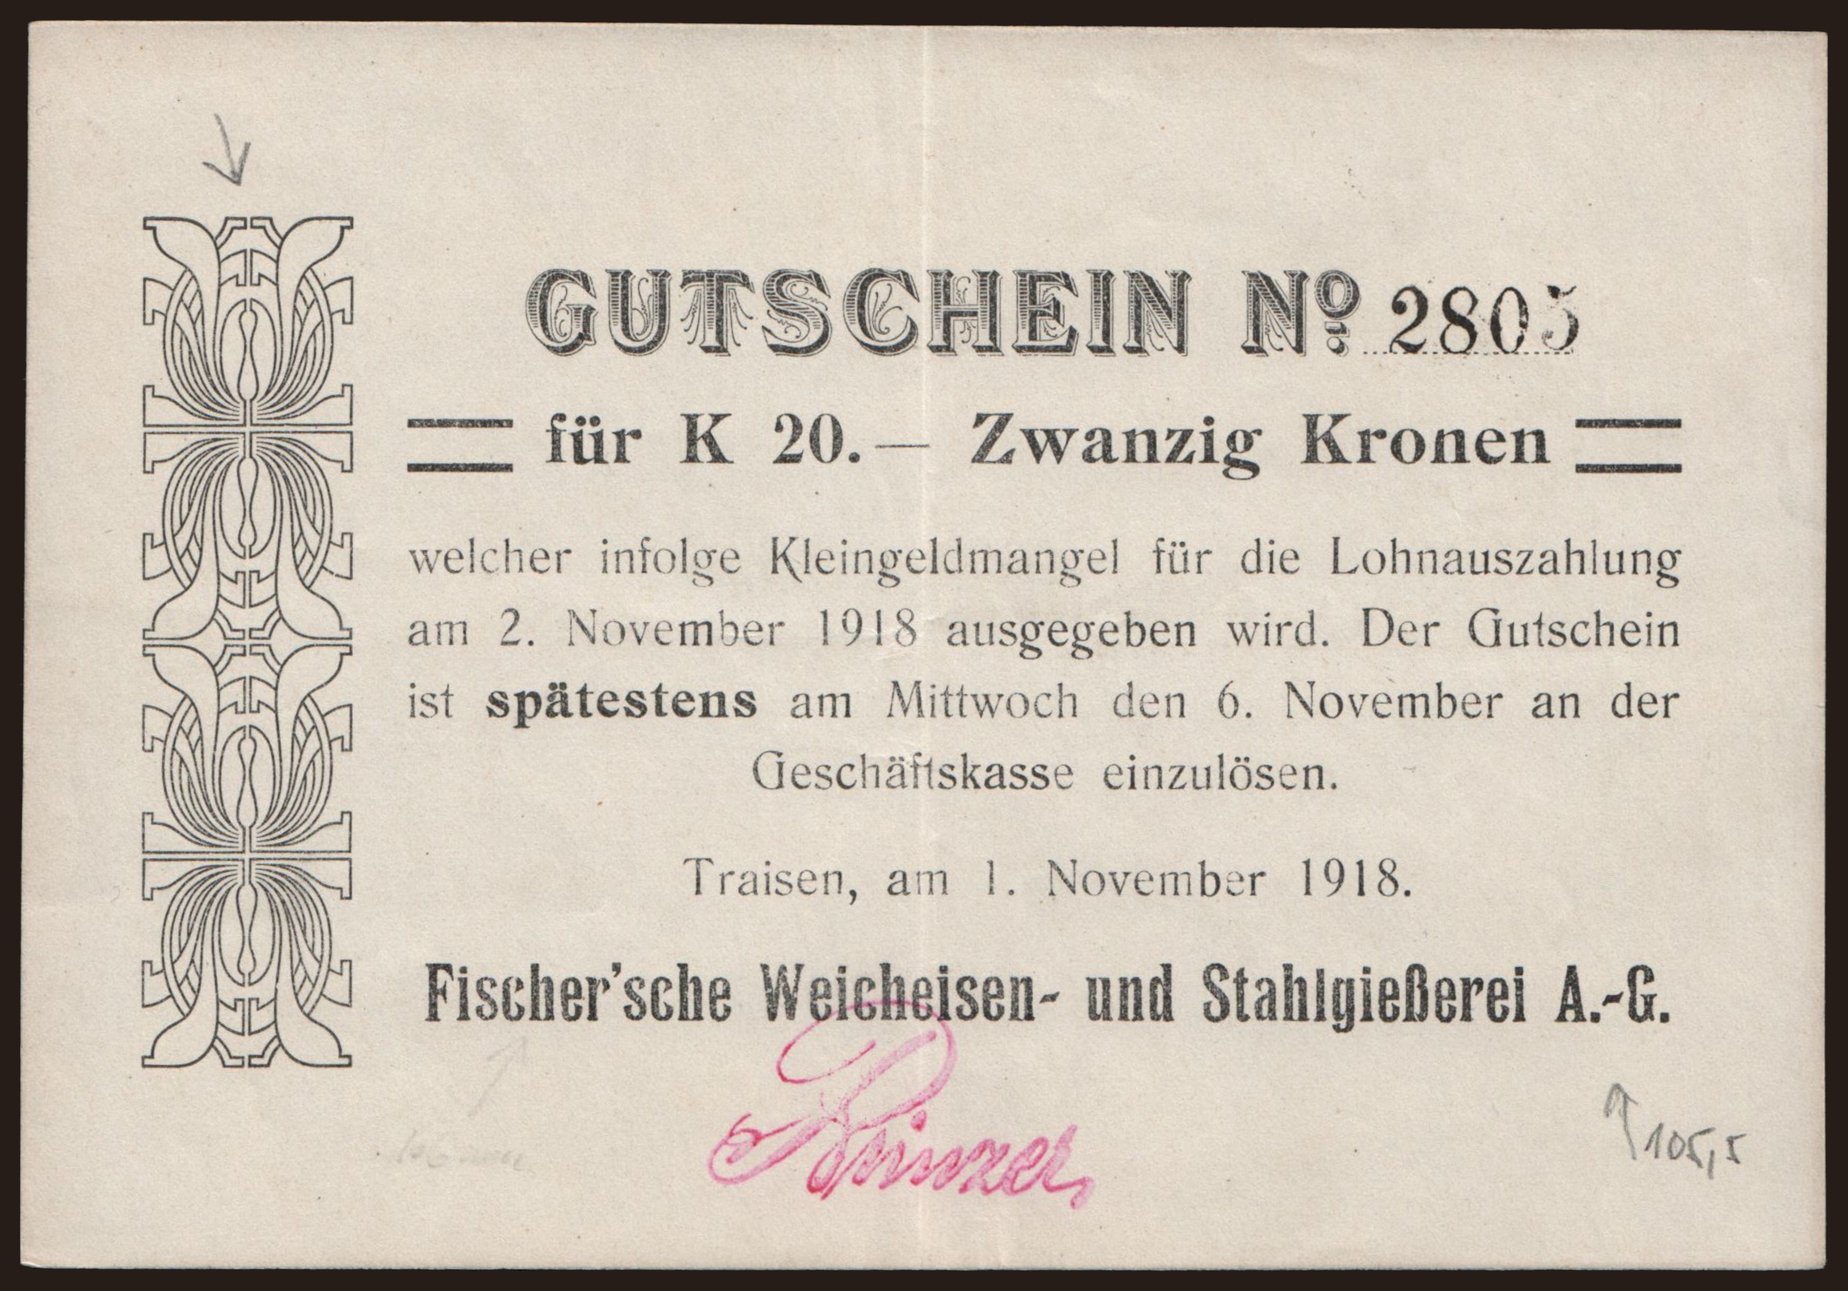 GUTSCHEIN No. 2805
für K 20.— Zwanzig Kronen
welcher infolge Kleingeldmangel für die Lohnauszahlung
am 2. November 1918 ausgegeben wird. Der Gutschein
ist spätestens am Mittwoch den 6. November an der
Geschäftskasse einzulösen.
Traisen, am 1. November 1918.
Fischer'sche Weicheisen- und Stahlgießerei A.-G.
105,5